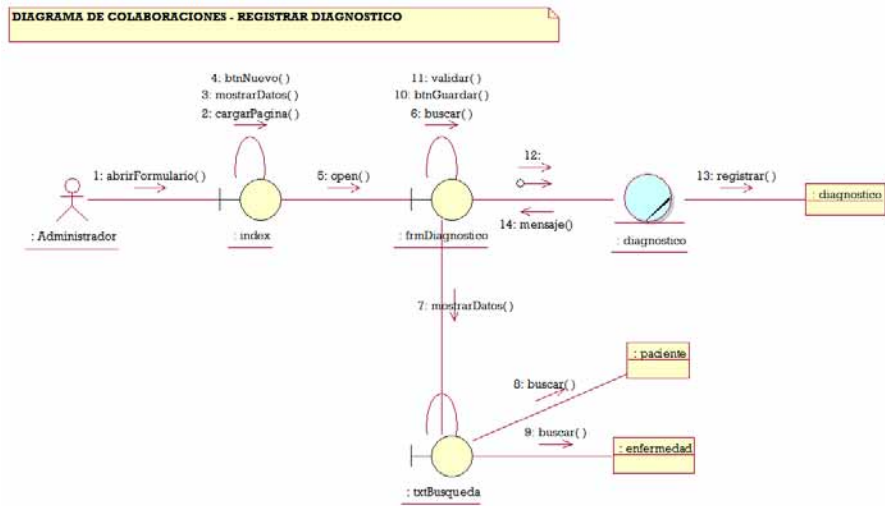 DIAGRAMA DE COLABORACIONES - REGISTRAR DIAGNOSTICO
4: btnNuevo( )
3: mostrarDatos( )
2: cargarPagina( )
11: validar( )
10: btnGuardar( )
6: buscar( )
1: abrirFormulario( )
5: open( )
12:
13: registrar( )
14: mensaje()
: Administrador
: index
: frmDiagnostico
: diagnostico
: diagnostico
7: mostrarDatos( )
: paciente
8: buscar( )
9: buscar( )
: enfermedad
: txtBusqueda